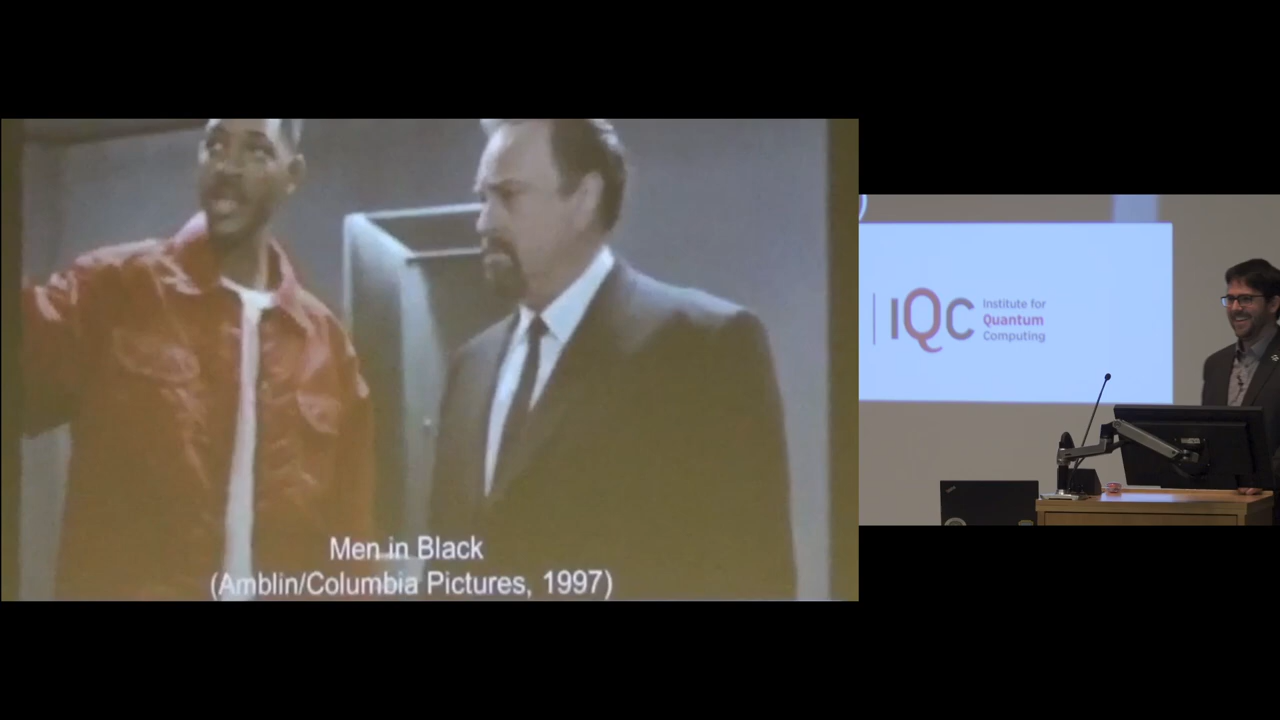 Men in Black
(Amblin/Columbia Pictures, 1997)
IQC
Institute for
Quantum
Computing